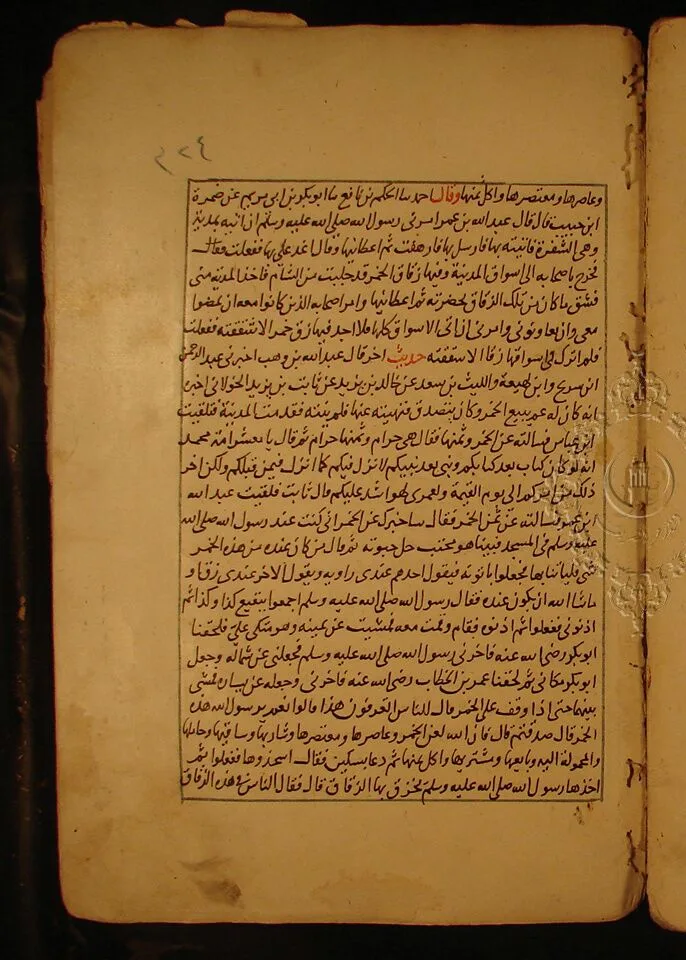 ٤٢٤
وعاصرها ومعتصرها واكل ثمنها وقال احمد سا الحكم بن نافع سا ابو بكر بن ابي مريم عن ضمرة
ابن حبيب قال قال عبد الله بن عمر امرني رسول الله صلى الله عليه وسلم ان اتيه بمدية
وهي الشفرة فاتيته بها فارسل بها فارهفت ثم اعطانيها وقال اغد علي بها ففعلت فقال
فخرج باصحابه الى اسواق المدينة وفيها زقاق الخمر قد جلبت من الشام فاخذ المدية مني
فشق ما كان من تلك الزقاق بحضرته ثم اعطانيها وامر اصحابه الذين كانوا معه ان يمضوا
معي وان يعاونوني وامرني ان اتي الاسواق كلها فلا اجد فيها زق خمر الا شققته ففعلت
فلم اترك في اسواقها زقا الا شققته حديث اخر قال عبد الله بن وهب اخبرني عبد الرحمن
ابن شريح وابن لهيعة والليث بن سعد عن خالد بن يزيد عن ثابت بن يزيد الخولاني اخبره
انه كان له عم يبيع الخمر وكان يتصدق فنهيته عنها فلم ينته فقدمت المدينة فلقيت
ابن عباس فسالته عن الخمر وثمنها فقال هي حرام وثمنها حرام ثم قال يا معشر امة محمد
انه لو كان كتاب بعد كتابكم ونبي بعد نبيكم لانزل فيكم كما انزل فيمن قبلكم ولكن اخر
ذلك من امركم الى يوم القيمة ولعمري لهو اشد عليكم قال ثابت فلقيت عبد الله
ابن عمر فسالته عن ثمن الخمر فقال ساخبرك عن الخمر اني كنت عند رسول الله صلى الله
عليه وسلم في المسجد فبينا هو محتب حل حبوته ثم قال من كان عنده من هذه الخمر
شي فلياتنا بها فجعلوا ياتونه فيقول احدهم عندي راوية ويقول الاخر عندي زق او
ما شا الله ان يكون عنده فقال رسول الله صلى الله عليه وسلم اجمعوا ببقيع كذا وكذا ثم
اذنوني ففعلوا ثم اذنوه فقام وقمت معه فمشيت عن يمينه وهو متكي علي فلحقنا
ابو بكر رضي الله عنه فاخرني رسول الله صلى الله عليه وسلم فجعلني عن شماله وجعل
ابو بكر مكاني ثم لحقنا عمر بن الخطاب رضي الله عنه فاخرني وجعله عن يساره فمشى
بينهما حتى اذا وقف على الخمر قال للناس اتعرفون هذا قالوا نعم يرسول الله هذه
الخمر قال صدقتم قال فان الله لعن الخمر وعاصرها ومعتصرها وشاربها وساقيها وحاملها
والمحمولة اليه وبايعها ومشتريها واكل ثمنها ثم دعا بسكين فقال اشحذوها ففعلوا ثم
اخذها رسول الله صلى الله عليه وسلم يخرق بها الزقاق قال فقال الناس في هذه الزقاق